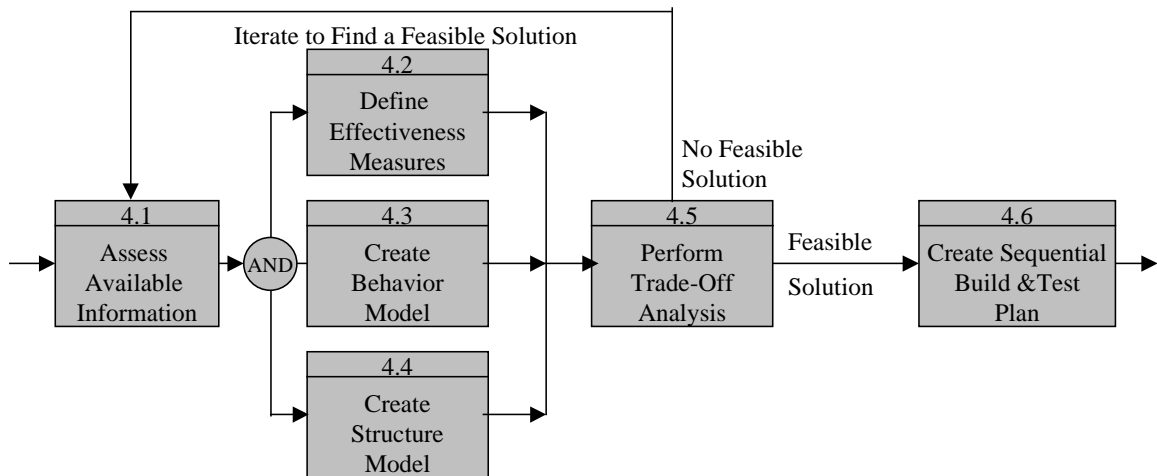 Iterate to Find a Feasible Solution
4.2
Define
Effectiveness
Measures
No Feasible
Solution
4.1
Assess
Available
Information
AND
4.3
Create
Behavior
Model
4.5
Perform
Trade-Off
Analysis
Feasible
Solution
4.6
Create Sequential
Build &Test
Plan
4.4
Create
Structure
Model